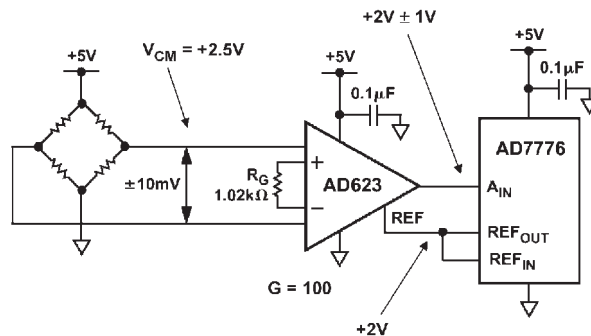 +2V ± 1V
V_CM = +2.5V
+5V
+5V
+5V
0.1µF
0.1µF
AD7776
±10mV
+
R_G
1.02kΩ
−
AD623
A_IN
REF
REF_OUT
REF_IN
G = 100
+2V